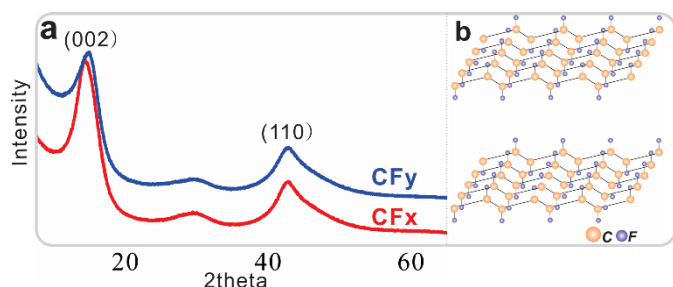 a
(002)
(110)
CFy
CFx
Intensity
20
40
60
2theta
b
C F